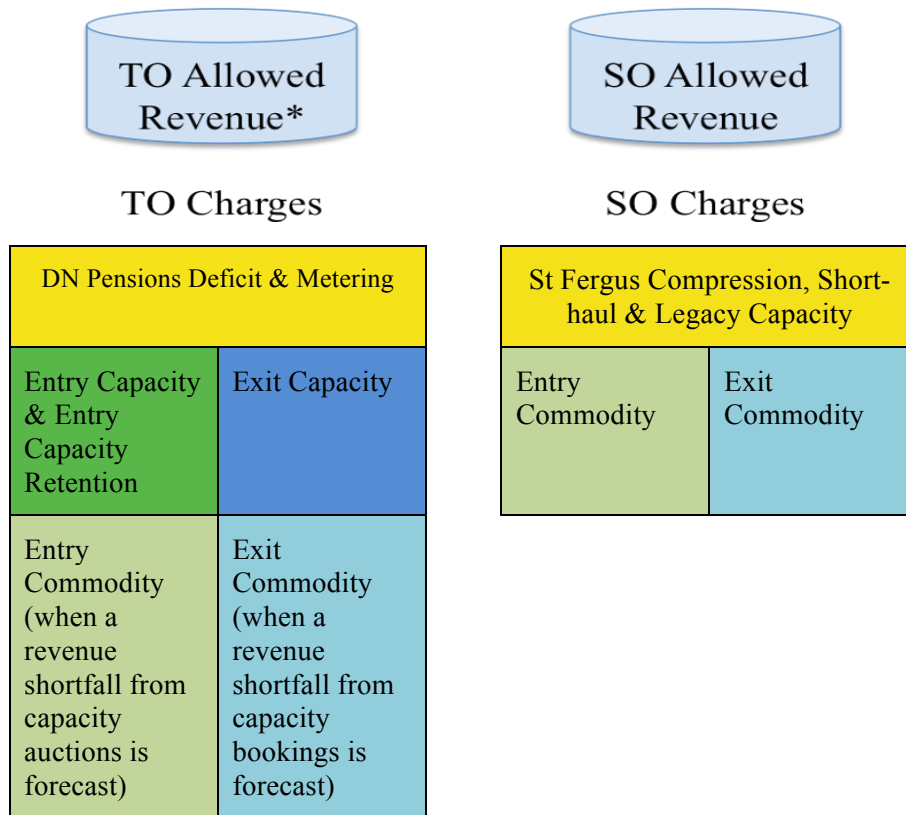 TO Allowed
Revenue*
SO Allowed
Revenue
TO Charges
SO Charges
DN Pensions Deficit & Metering
St Fergus Compression, Short-
haul & Legacy Capacity
Entry Capacity
& Entry
Capacity
Retention
Exit Capacity
Entry
Commodity
Exit
Commodity
Entry
Commodity
(when a
revenue
shortfall from
capacity
auctions is
forecast)
Exit
Commodity
(when a
revenue
shortfall from
capacity
bookings is
forecast)